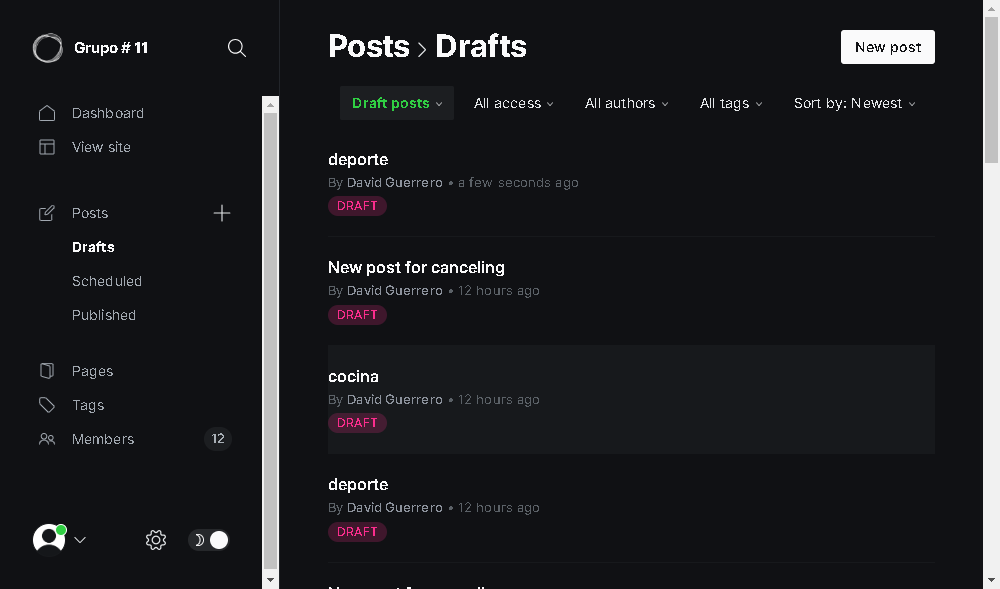 Grupo # 11
Dashboard
View site
Posts
Drafts
Scheduled
Published
Pages
Tags
Members 12
Posts > Drafts
New post
Draft posts
All access
All authors
All tags
Sort by: Newest
deporte
By David Guerrero • a few seconds ago
DRAFT
New post for canceling
By David Guerrero • 12 hours ago
DRAFT
cocina
By David Guerrero • 12 hours ago
DRAFT
deporte
By David Guerrero • 12 hours ago
DRAFT